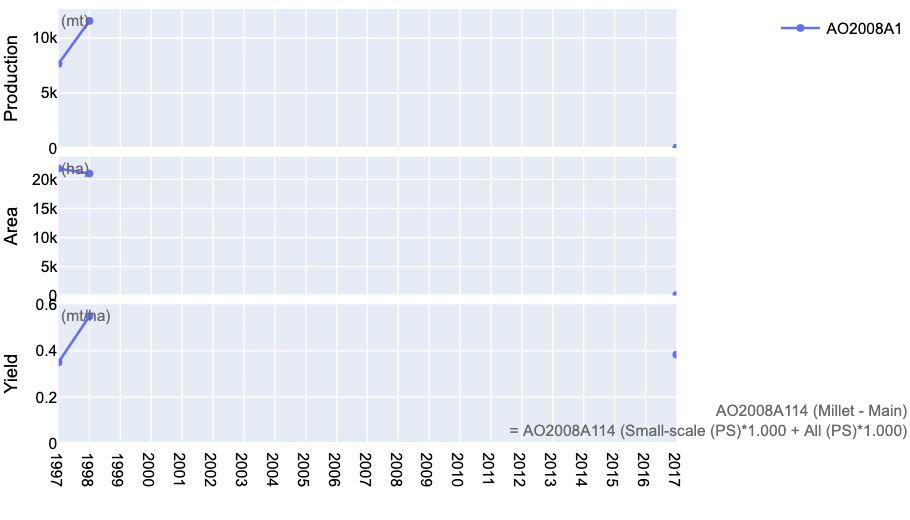 (mt)
10k
5k
0
Production
AO2008A1
(ha)
20k
15k
10k
5k
0
Area
(mt/ha)
0.6
0.4
0.2
0
Yield
AO2008A114 (Millet - Main)
= AO2008A114 (Small-scale (PS)*1.000 + All (PS)*1.000)
1997 1998 1999 2000 2001 2002 2003 2004 2005 2006 2007 2008 2009 2010 2011 2012 2013 2014 2015 2016 2017